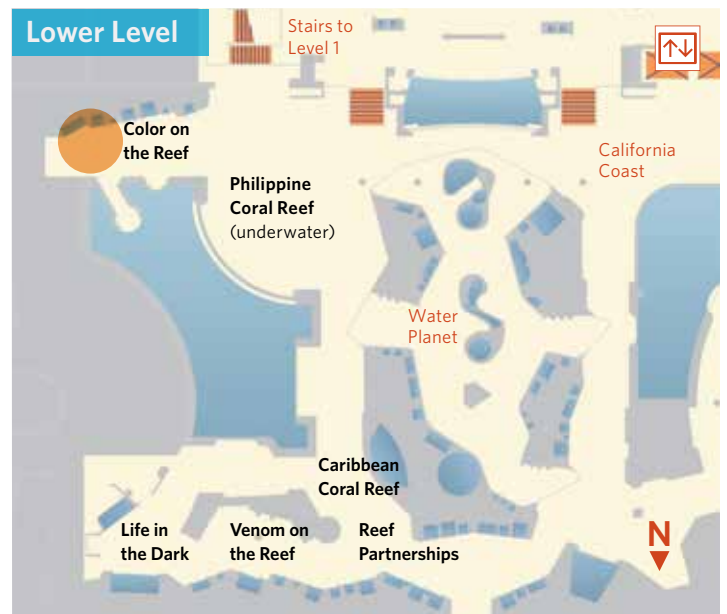 Lower Level
Stairs to
Level 1
Color on
the Reef
California
Coast
Philippine
Coral Reef
(underwater)
Water
Planet
Caribbean
Coral Reef
Life in
the Dark
Venom on
the Reef
Reef
Partnerships
N